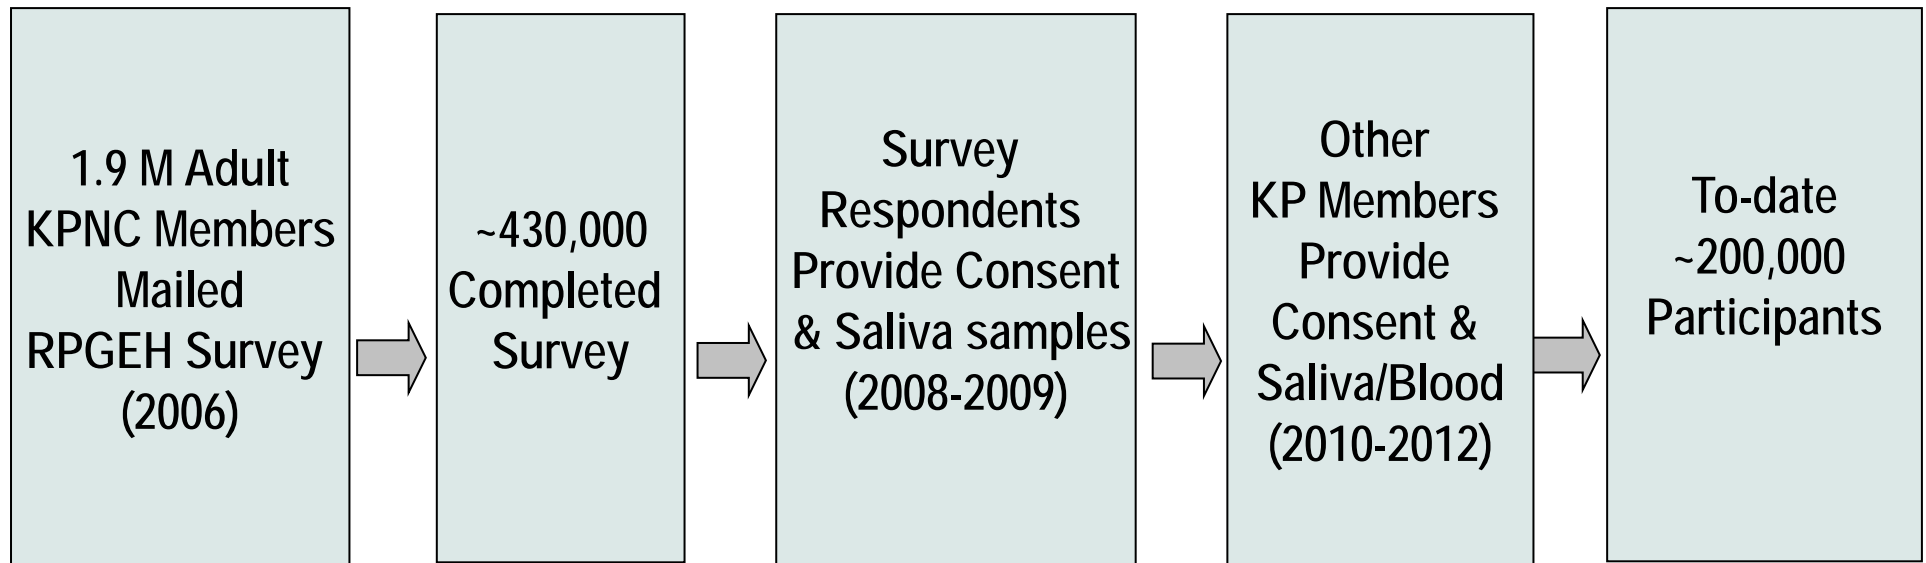 1.9 M Adult
KPNC Members
Mailed
RPGEH Survey
(2006)
~430,000
Completed
Survey
Survey
Respondents
Provide Consent
& Saliva samples
(2008-2009)
Other
KP Members
Provide
Consent &
Saliva/Blood
(2010-2012)
To-date
~200,000
Participants